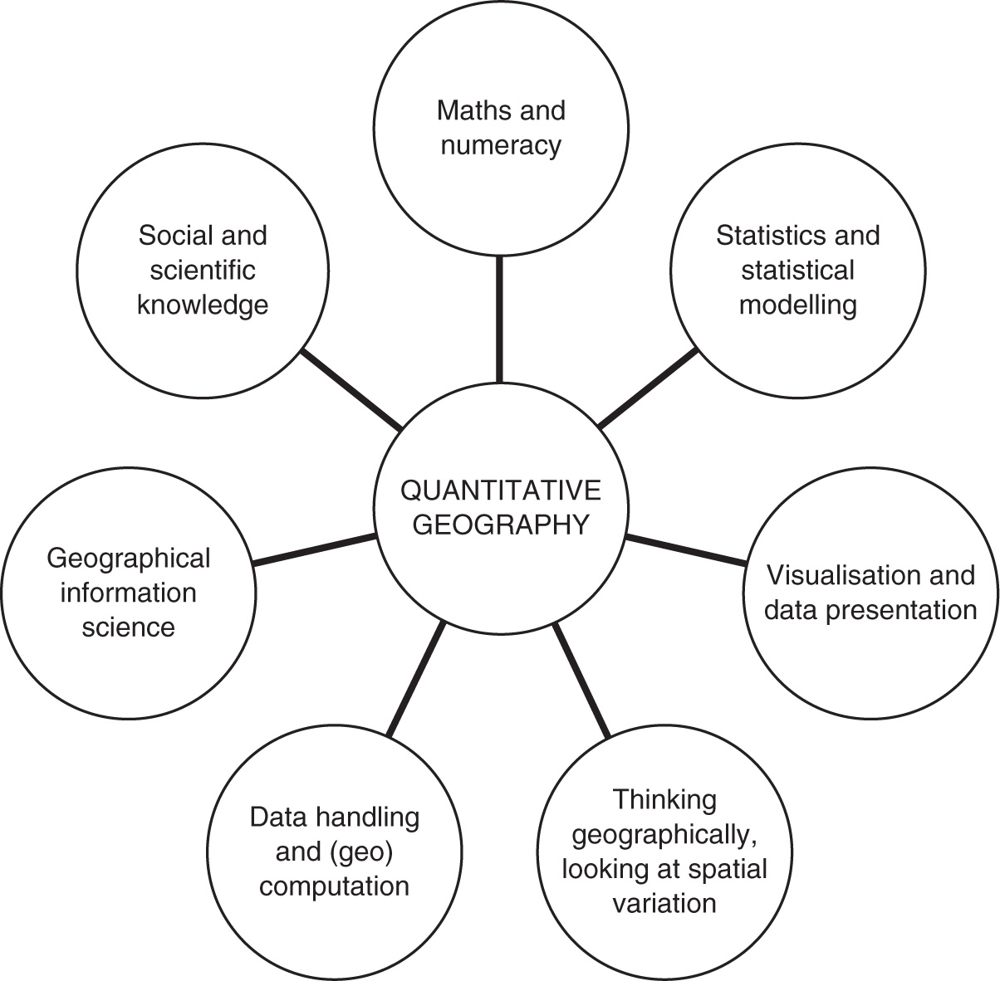 Maths and
numeracy
Social and
scientific
knowledge
Statistics and
statistical
modelling
QUANTITATIVE
GEOGRAPHY
Geographical
information
science
Visualisation and
data presentation
Data handling
and (geo)
computation
Thinking
geographically,
looking at spatial
variation